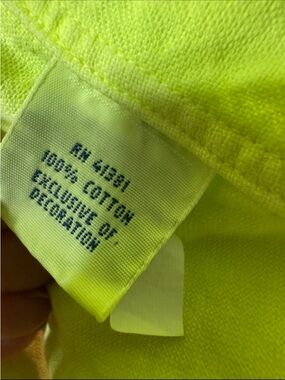 RN 41381
100% COTTON
EXCLUSIVE OF
DECORATION